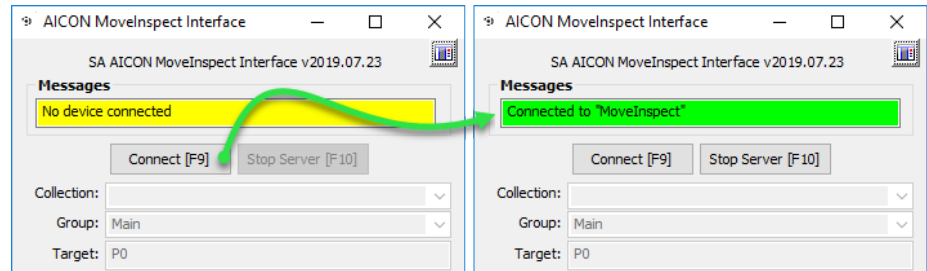 AICON MoveInspect Interface
SA AICON MoveInspect Interface v2019.07.23
Messages
No device connected
Connect [F9] Stop Server [F10]
Collection:
Group: Main
Target: P0
AICON MoveInspect Interface
SA AICON MoveInspect Interface v2019.07.23
Messages
Connected to "MoveInspect"
Connect [F9] Stop Server [F10]
Collection:
Group: Main
Target: P0